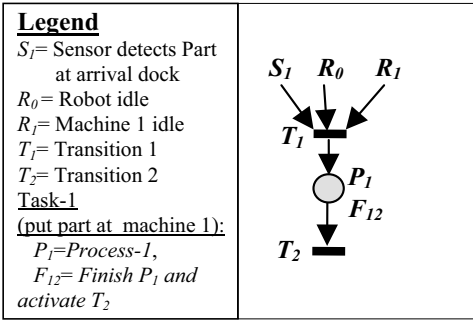 Legend
S1= Sensor detects Part
at arrival dock
R0= Robot idle
R1= Machine 1 idle
T1= Transition 1
T2= Transition 2
Task-1
(put part at machine 1):
P1=Process-1,
F12= Finish P1 and
activate T2
S1 R0 R1
T1
P1
F12
T2